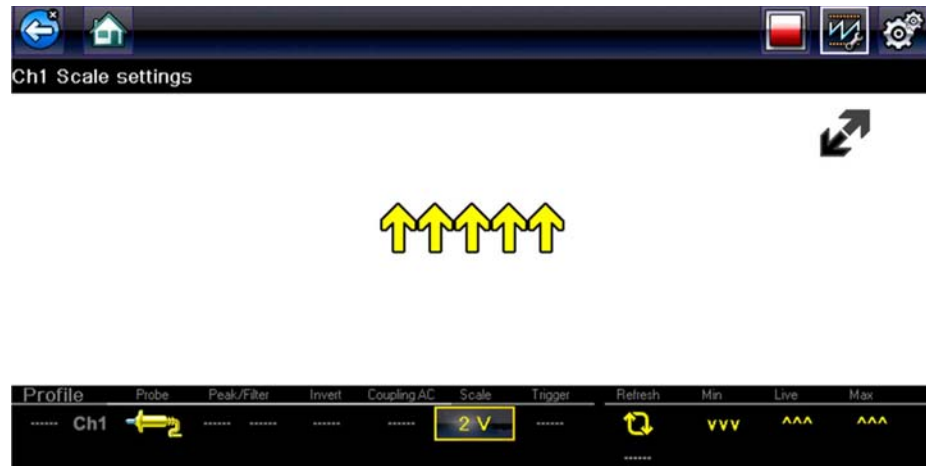 Ch1 Scale settings
Profile Probe Peak/Filter Invert Coupling AC Scale Trigger Refresh Min Live Max
------ Ch1 ------ ------ ------ ------ 2 V ------ vvv ^^^ ^^^
------